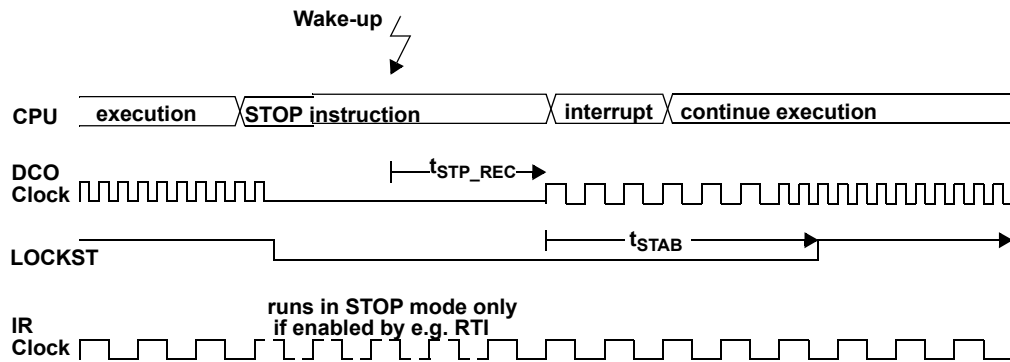 Wake-up
CPU
execution
STOP instruction
interrupt
continue execution
DCO
Clock
tSTP_REC
LOCKST
tSTAB
runs in STOP mode only
if enabled by e.g. RTI
IR
Clock